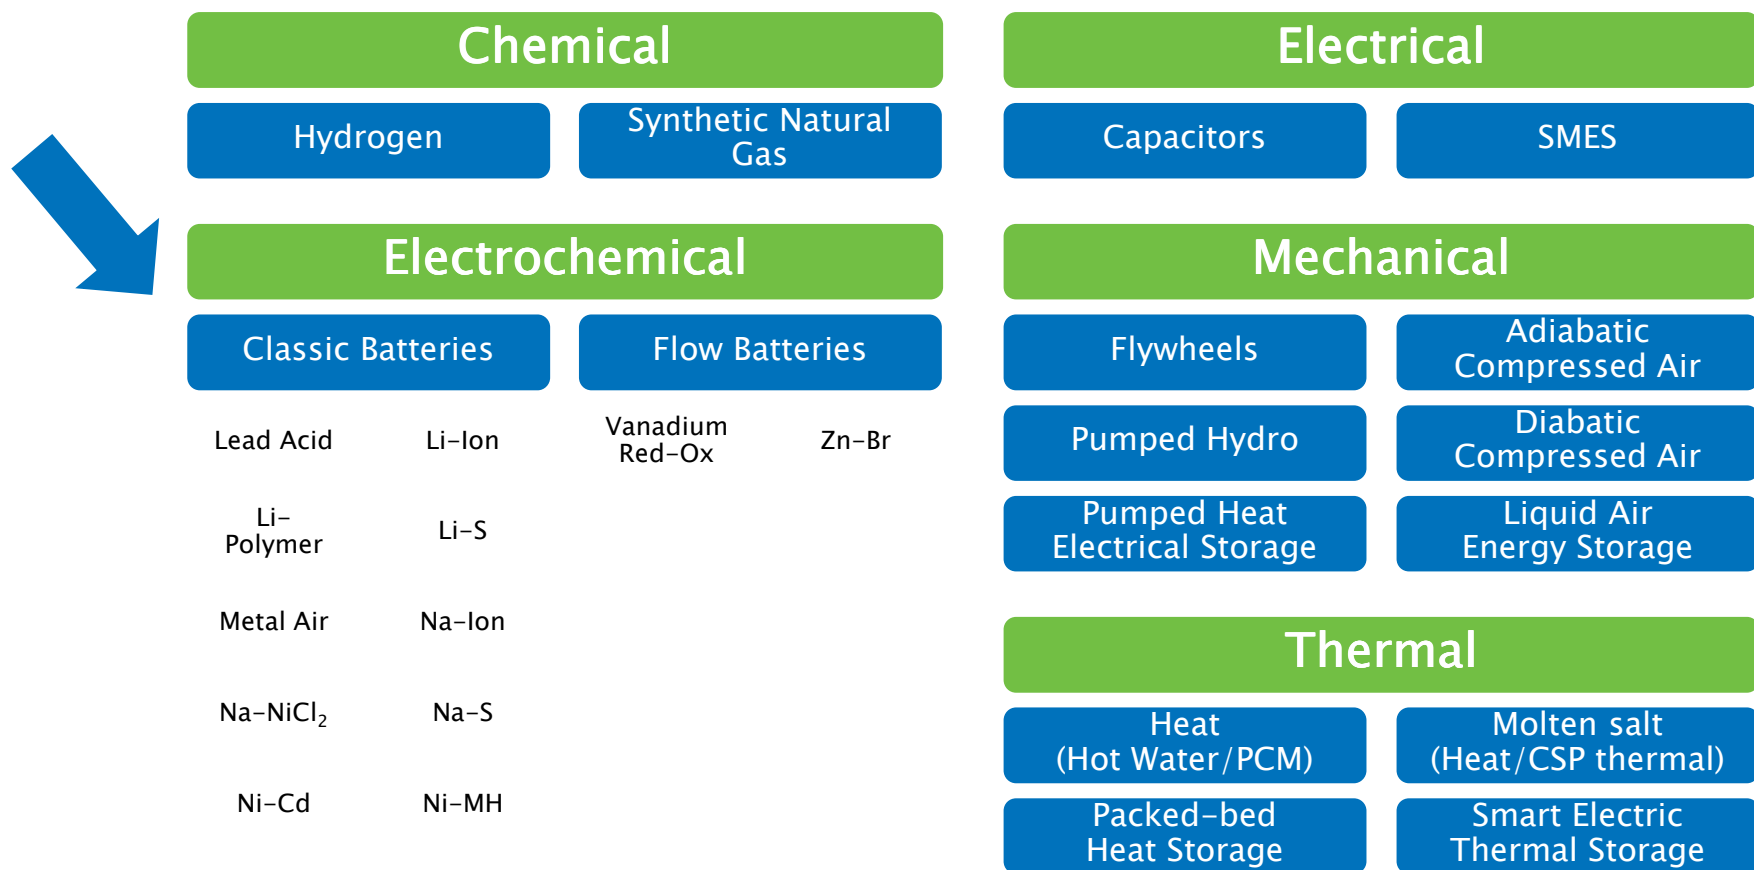 Chemical
Hydrogen
Synthetic Natural
Gas
Electrochemical
Classic Batteries
Flow Batteries
Lead Acid
Li-Ion
Vanadium
Red-Ox
Zn-Br
Li-
Polymer
Li-S
Metal Air
Na-Ion
Na-NiCl₂
Na-S
Ni-Cd
Ni-MH
Electrical
Capacitors
SMES
Mechanical
Flywheels
Adiabatic
Compressed Air
Pumped Hydro
Diabatic
Compressed Air
Pumped Heat
Electrical Storage
Liquid Air
Energy Storage
Thermal
Heat
(Hot Water/PCM)
Molten salt
(Heat/CSP thermal)
Packed-bed
Heat Storage
Smart Electric
Thermal Storage